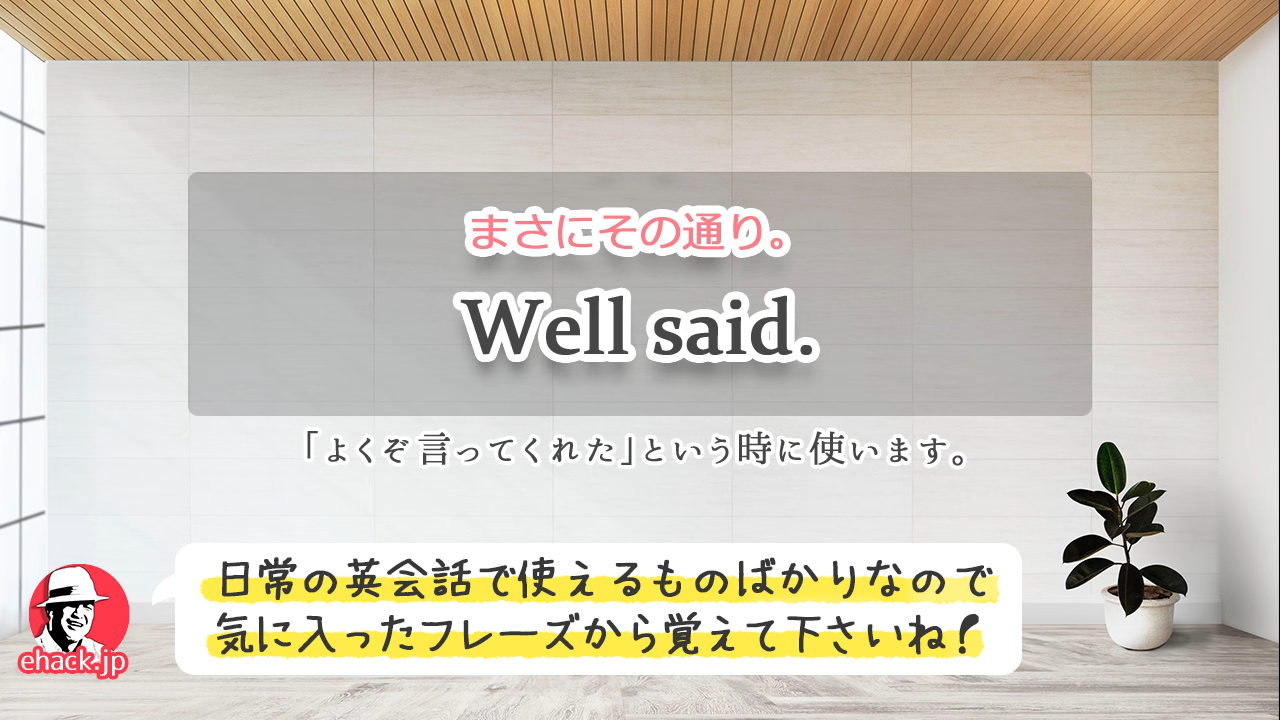 まさにその通り。
Well said.
「よくぞ言ってくれた」という時に使います。
日常の英会話で使えるものばかりなので
気に入ったフレーズから覚えて下さいね！
ehack.jp